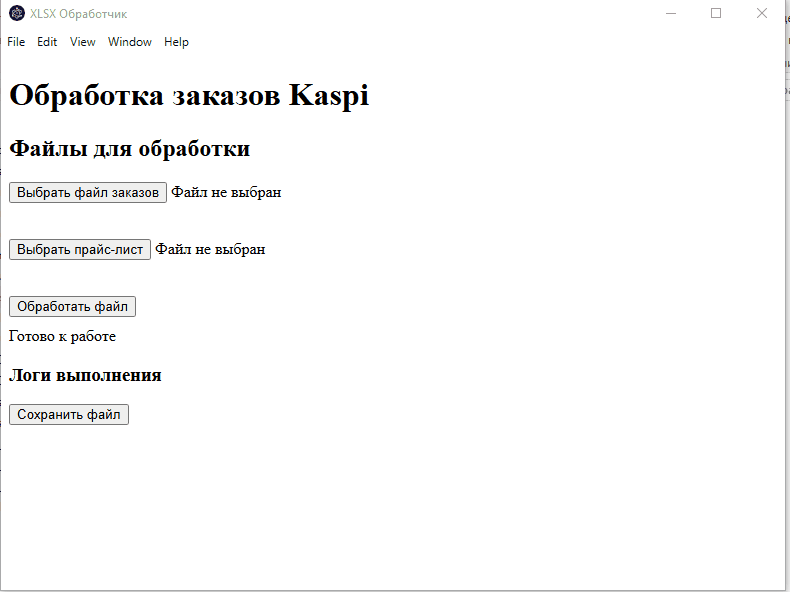 XLSX Обработчик
File Edit View Window Help
Обработка заказов Kaspi
Файлы для обработки
Выбрать файл заказов Файл не выбран
Выбрать прайс-лист Файл не выбран
Обработать файл
Готово к работе
Логи выполнения
Сохранить файл